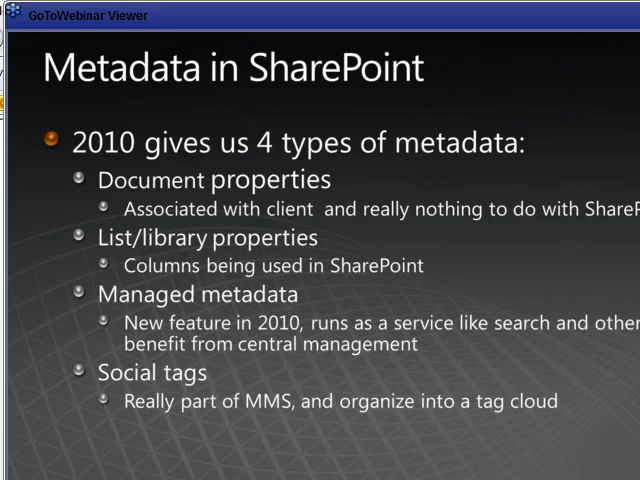 GoToWebinar Viewer
Metadata in SharePoint
2010 gives us 4 types of metadata:
Document properties
Associated with client and really nothing to do with ShareP
List/library properties
Columns being used in SharePoint
Managed metadata
New feature in 2010, runs as a service like search and other
benefit from central management
Social tags
Really part of MMS, and organize into a tag cloud